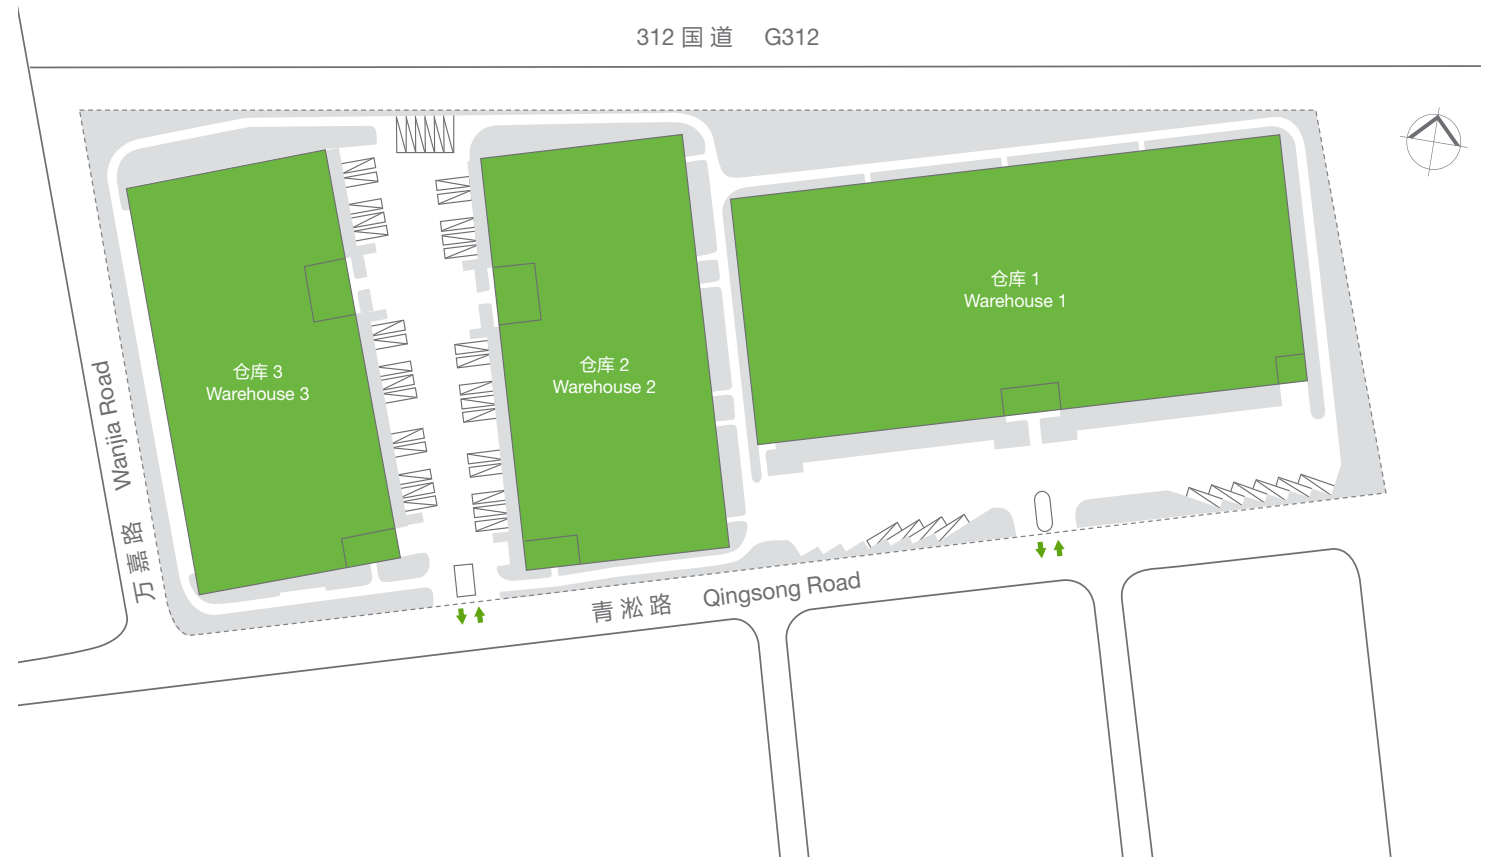 312 国 道 G312
仓库 1
Warehouse 1
仓库 2
Warehouse 2
仓库 3
Warehouse 3
万 嘉 路 Wanjia Road
青 淞 路 Qingsong Road